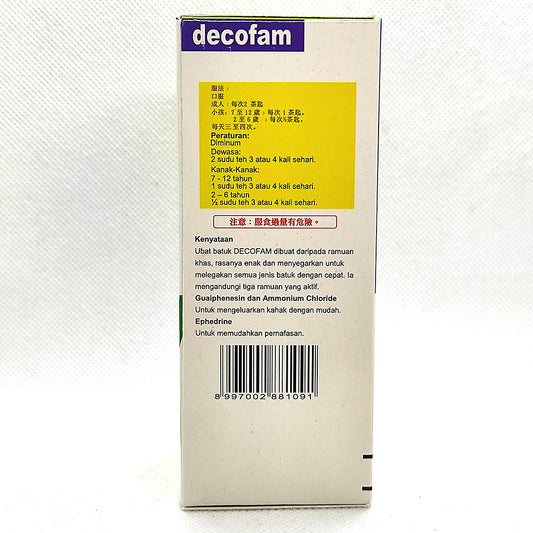 decofam
服法：
口服
成人：每次2 茶匙
小孩：7 至 12 歲：每次 1 茶匙。
2 至 6 歲：每次½茶匙。
每天三至四次。
Peraturan:
Diminum
Dewasa:
2 sudu teh 3 atau 4 kali sehari.
Kanak-Kanak:
7 - 12 tahun
1 sudu teh 3 atau 4 kali sehari.
2 – 6 tahun
½ sudu teh 3 atau 4 kali sehari.
注意：服食過量有危險。
Kenyataan
Ubat batuk DECOFAM dibuat daripada ramuan
khas, rasanya enak dan menyegarkan untuk
melegakan semua jenis batuk dengan cepat. Ia
mengandungi tiga ramuan yang aktif.
Guaiphenesin dan Ammonium Chloride
Untuk mengeluarkan kahak dengan mudah.
Ephedrine
Untuk memudahkan pernafasan.
8 997002 881091